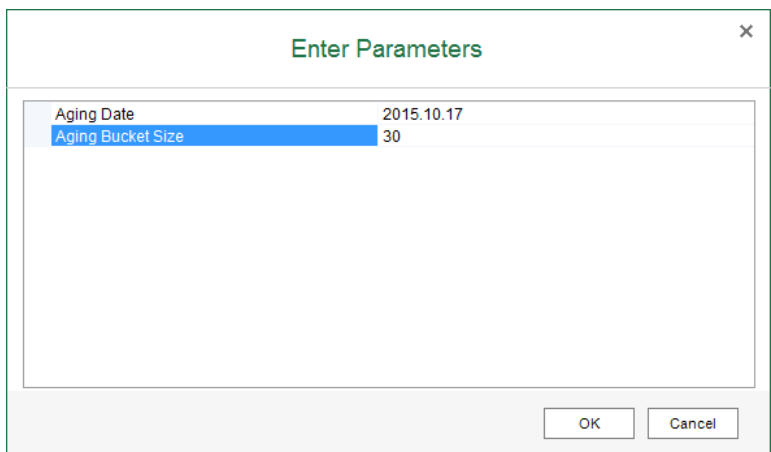 Enter Parameters
Aging Date 2015.10.17
Aging Bucket Size 30
OK Cancel